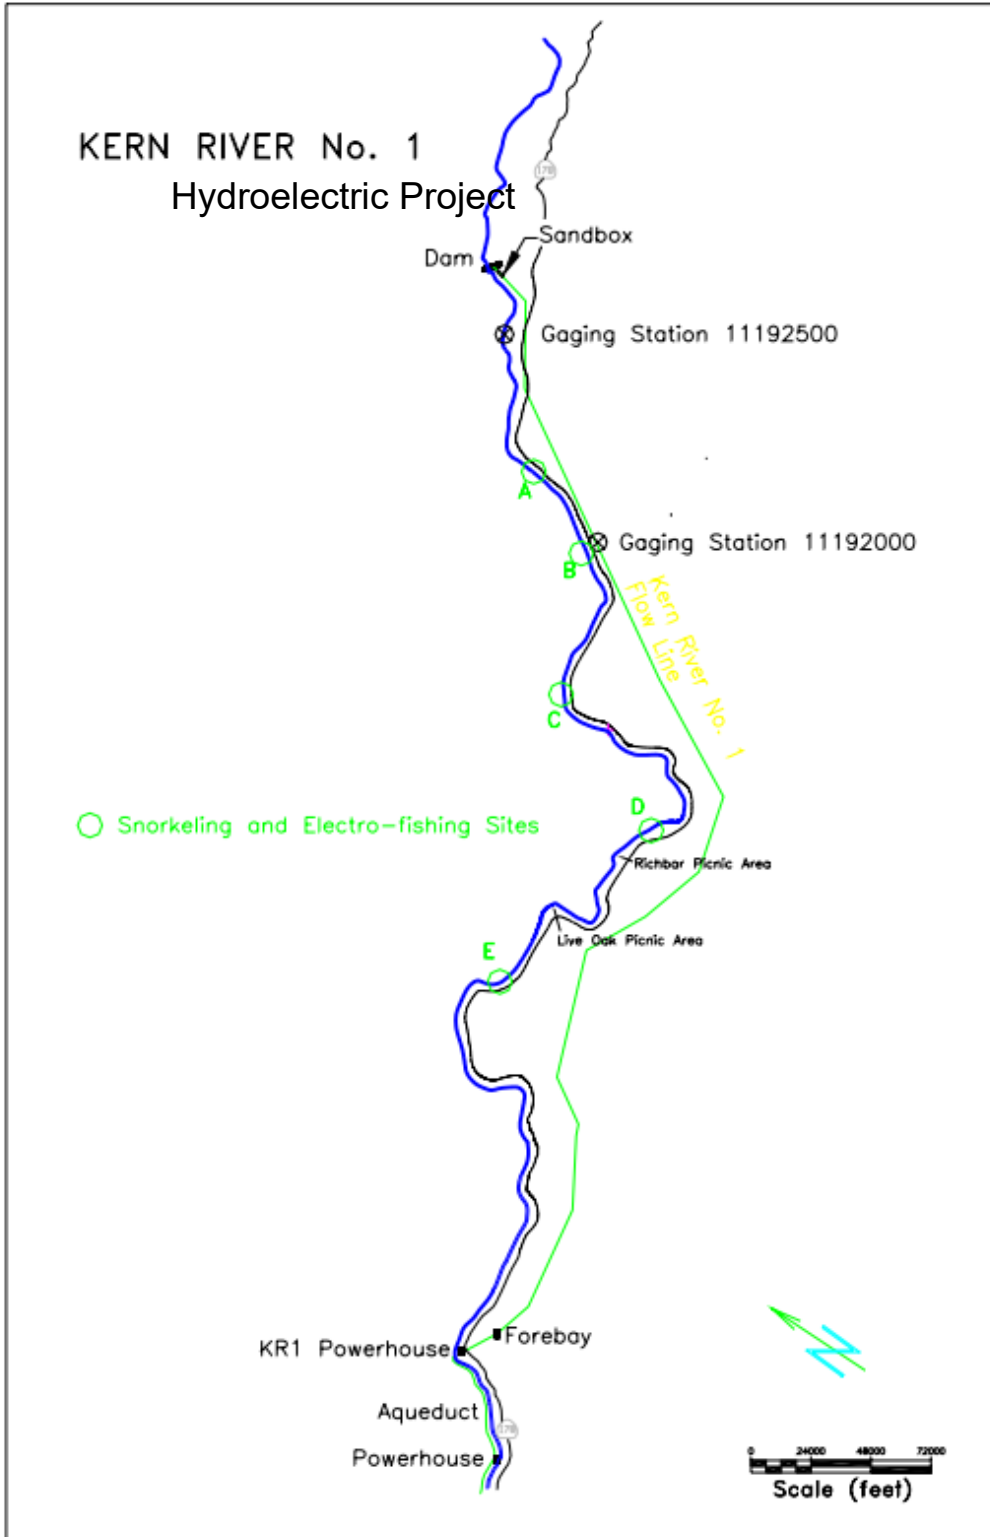 KERN RIVER No. 1
Hydroelectric Project
178
Sandbox
Dam
Gaging Station 11192500
A
Gaging Station 11192000
B
Kern River No. 1
Flow Line
C
D
Snorkeling and Electro-fishing Sites
Richbar Picnic Area
Live Oak Picnic Area
E
Forebay
KR1 Powerhouse
N
Aqueduct
178
Powerhouse
0 24000 48000 72000
Scale (feet)